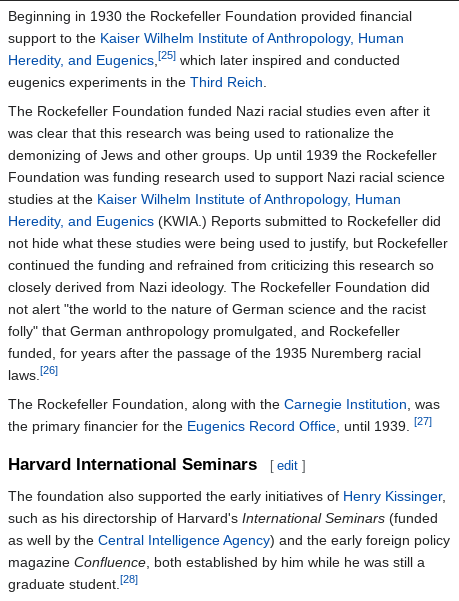 Beginning in 1930 the Rockefeller Foundation provided financial
support to the Kaiser Wilhelm Institute of Anthropology, Human
Heredity, and Eugenics,[25] which later inspired and conducted
eugenics experiments in the Third Reich.
The Rockefeller Foundation funded Nazi racial studies even after it
was clear that this research was being used to rationalize the
demonizing of Jews and other groups. Up until 1939 the Rockefeller
Foundation was funding research used to support Nazi racial science
studies at the Kaiser Wilhelm Institute of Anthropology, Human
Heredity, and Eugenics (KWIA.) Reports submitted to Rockefeller did
not hide what these studies were being used to justify, but Rockefeller
continued the funding and refrained from criticizing this research so
closely derived from Nazi ideology. The Rockefeller Foundation did
not alert "the world to the nature of German science and the racist
folly" that German anthropology promulgated, and Rockefeller
funded, for years after the passage of the 1935 Nuremberg racial
laws.[26]
The Rockefeller Foundation, along with the Carnegie Institution, was
the primary financier for the Eugenics Record Office, until 1939. [27]
Harvard International Seminars [ edit ]
The foundation also supported the early initiatives of Henry Kissinger,
such as his directorship of Harvard's International Seminars (funded
as well by the Central Intelligence Agency) and the early foreign policy
magazine Confluence, both established by him while he was still a
graduate student.[28]